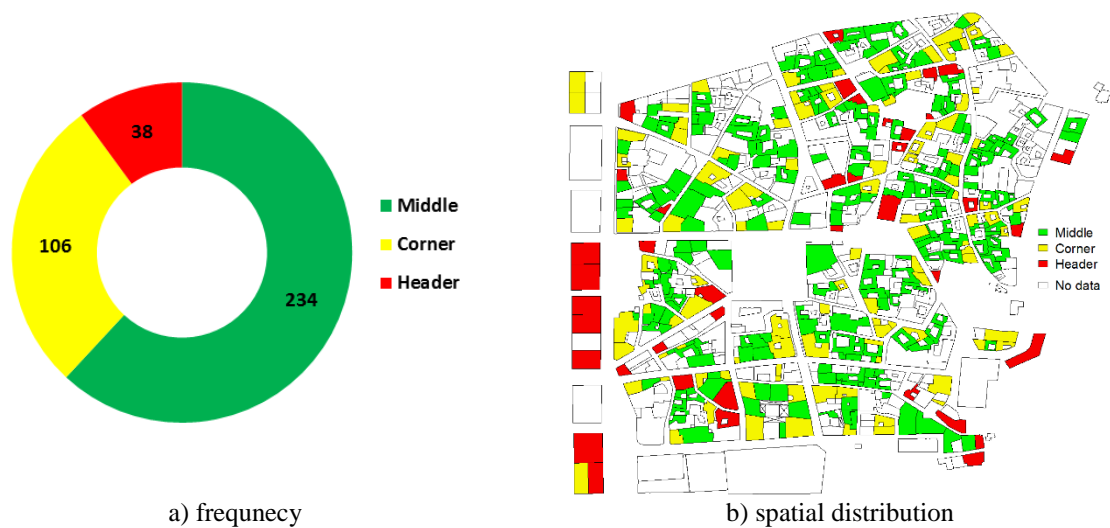 38
106
234
Middle
Corner
Header
Middle
Corner
Header
No data
a) frequnecy
b) spatial distribution